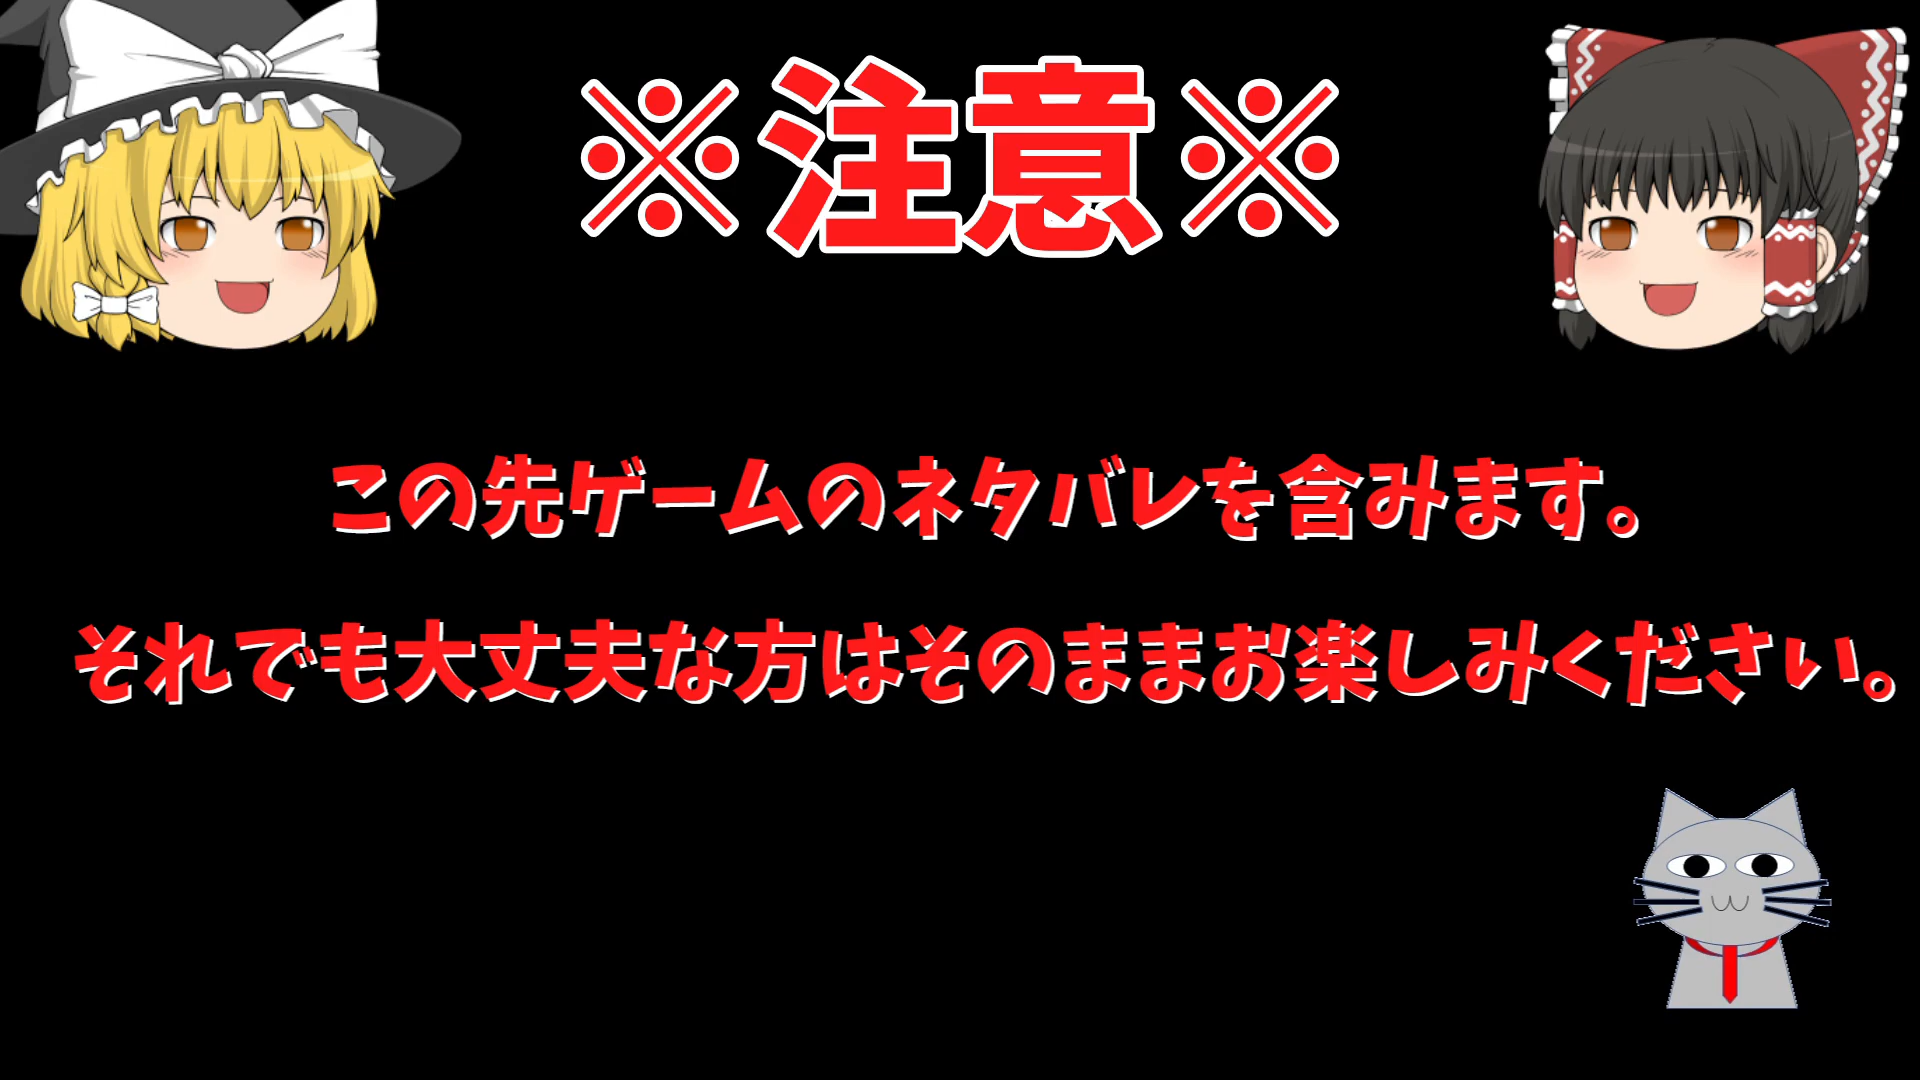 ※注意※
この先ゲームのネタバレを含みます。
それでも大丈夫な方はそのままお楽しみください。